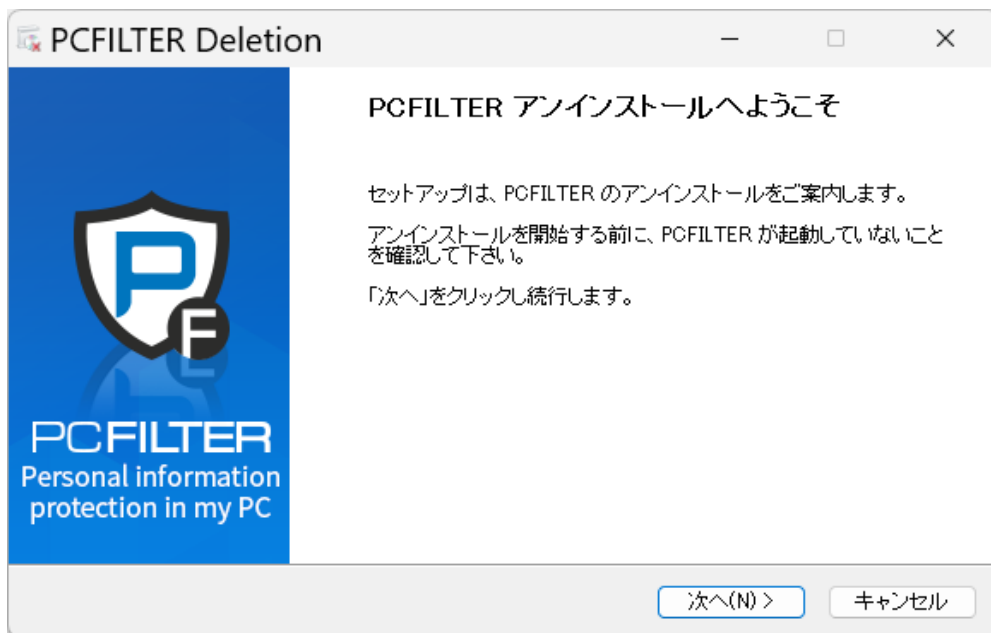 PCFILTER Deletion
PCFILTER アンインストールへようこそ
セットアップは、PCFILTER のアンインストールをご案内します。
アンインストールを開始する前に、PCFILTER が起動していないこと
を確認して下さい。
「次へ」をクリックし続行します。
P
F
PCFILTER
Personal information
protection in my PC
次へ(N) >
キャンセル